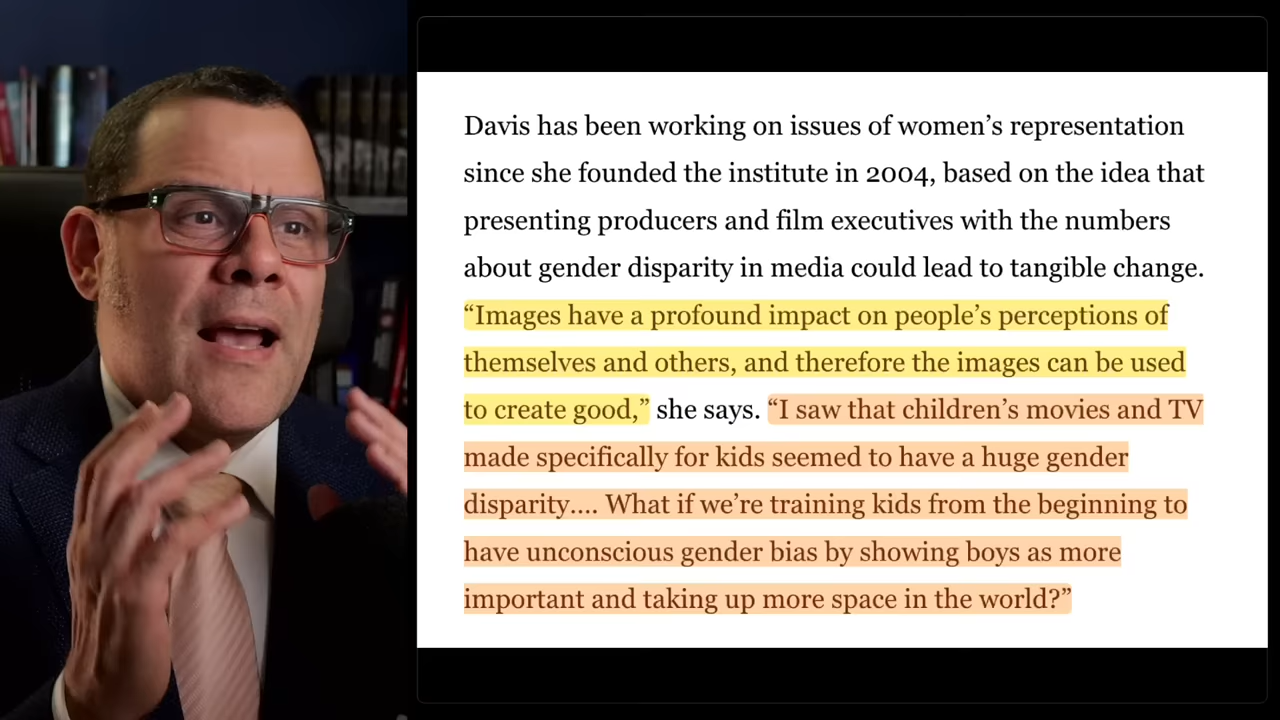 Davis has been working on issues of women’s representation
since she founded the institute in 2004, based on the idea that
presenting producers and film executives with the numbers
about gender disparity in media could lead to tangible change.
“Images have a profound impact on people’s perceptions of
themselves and others, and therefore the images can be used
to create good,” she says. “I saw that children’s movies and TV
made specifically for kids seemed to have a huge gender
disparity.... What if we’re training kids from the beginning to
have unconscious gender bias by showing boys as more
important and taking up more space in the world?”